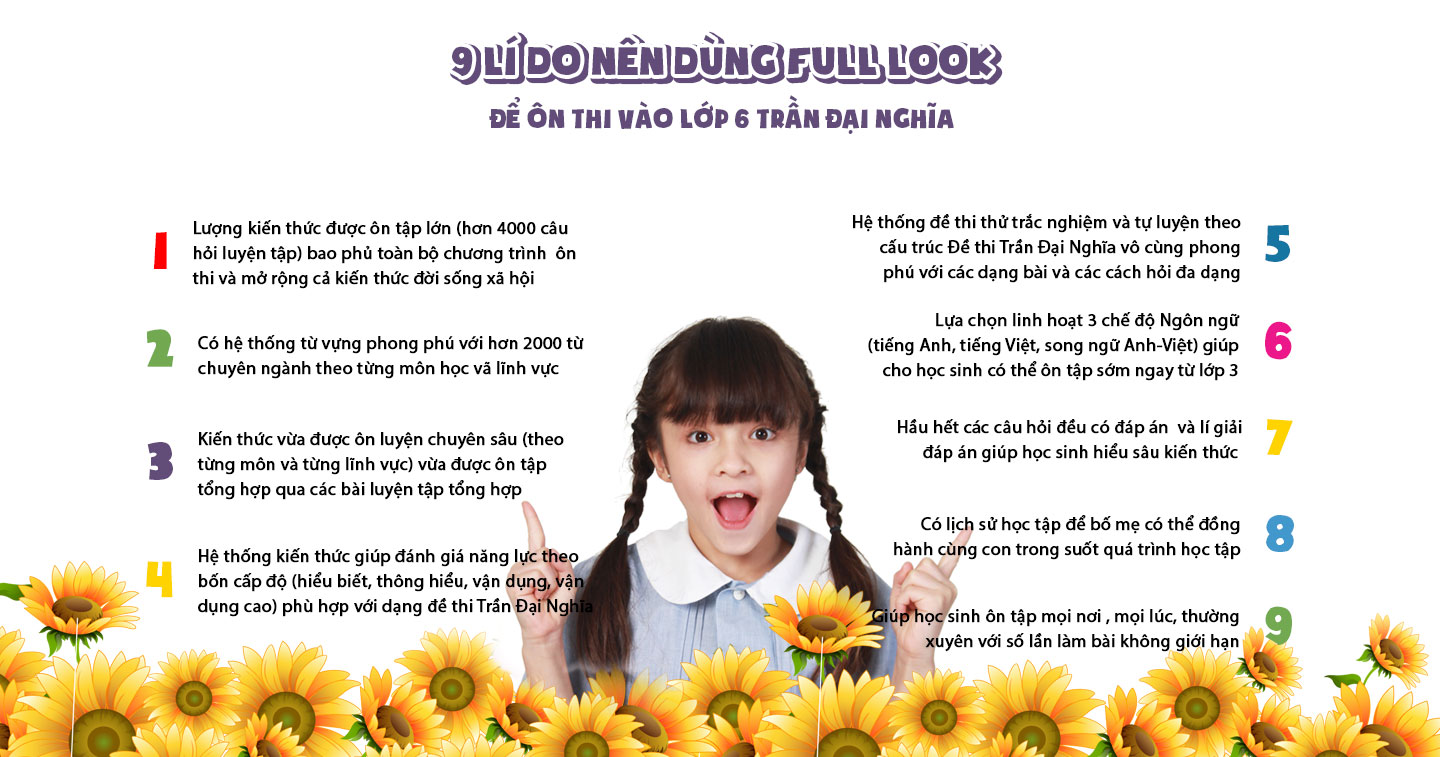 9 LÍ DO NÊN DÙNG FULL LOOK
ĐỂ ÔN THI VÀO LỚP 6 TRẦN ĐẠI NGHĨA
1
Lượng kiến thức được ôn tập lớn (hơn 4000 câu
hỏi luyện tập) bao phủ toàn bộ chương trình ôn
thi và mở rộng cả kiến thức đời sống xã hội
2
Có hệ thống từ vựng phong phú với hơn 2000 từ
chuyên ngành theo từng môn học vã lĩnh vực
3
Kiến thức vừa được ôn luyện chuyên sâu (theo
từng môn và từng lĩnh vực) vừa được ôn tập
tổng hợp qua các bài luyện tập tổng hợp
4
Hệ thống kiến thức giúp đánh giá năng lực theo
bốn cấp độ (hiểu biết, thông hiểu, vận dụng, vận
dụng cao) phù hợp với dạng đề thi Trần Đại Nghĩa
5
Hệ thống đề thi thử trắc nghiệm và tự luyện theo
cấu trúc Đề thi Trần Đại Nghĩa vô cùng phong
phú với các dạng bài và các cách hỏi đa dạng
6
Lựa chọn linh hoạt 3 chế độ Ngôn ngữ
(tiếng Anh, tiếng Việt, song ngữ Anh-Việt) giúp
cho học sinh có thể ôn tập sớm ngay từ lớp 3
7
Hầu hết các câu hỏi đều có đáp án và lí giải
đáp án giúp học sinh hiểu sâu kiến thức
8
Có lịch sử học tập để bố mẹ có thể đồng
hành cùng con trong suốt quá trình học tập
9
Giúp học sinh ôn tập mọi nơi , mọi lúc, thường
xuyên với số lần làm bài không giới hạn